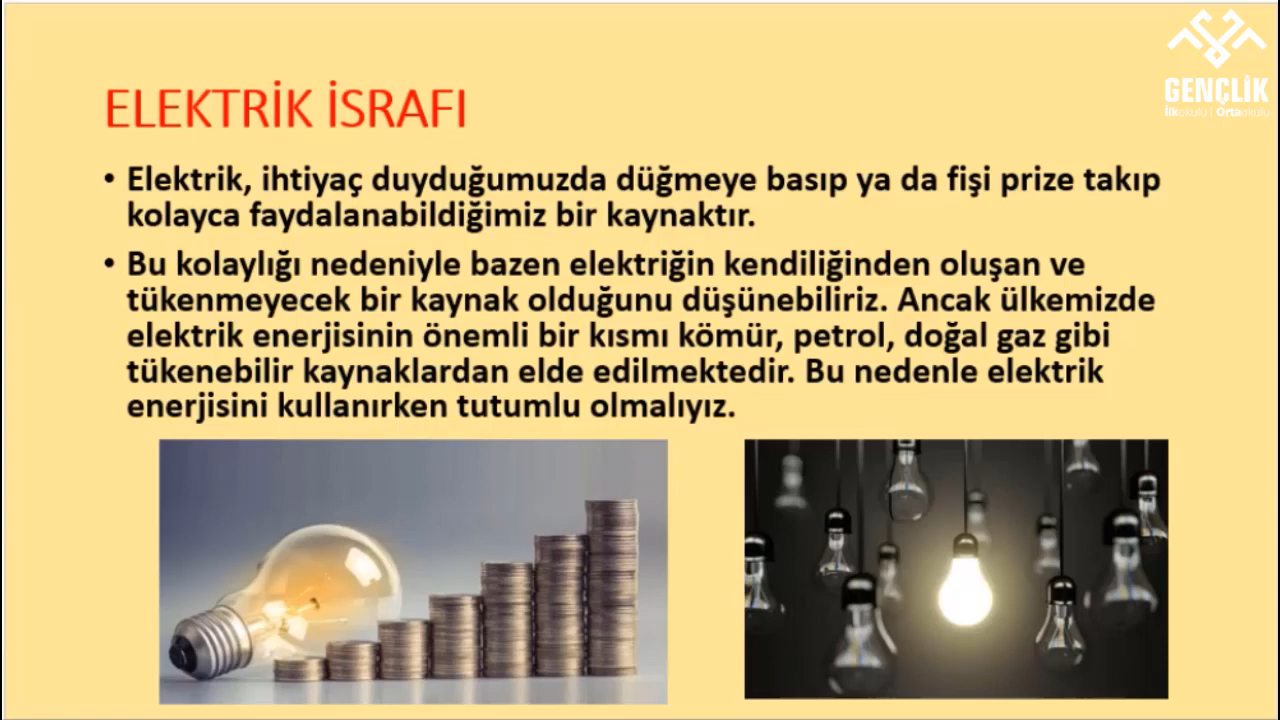 GENÇLİK
İlkokulu | Ortaokulu
ELEKTRİK İSRAFI
• Elektrik, ihtiyaç duyduğumuzda düğmeye basıp ya da fişi prize takıp
kolayca faydalanabildiğimiz bir kaynaktır.
• Bu kolaylığı nedeniyle bazen elektriğin kendiliğinden oluşan ve
tükenmeyecek bir kaynak olduğunu düşünebiliriz. Ancak ülkemizde
elektrik enerjisinin önemli bir kısmı kömür, petrol, doğal gaz gibi
tükenebilir kaynaklardan elde edilmektedir. Bu nedenle elektrik
enerjisini kullanırken tutumlu olmalıyız.